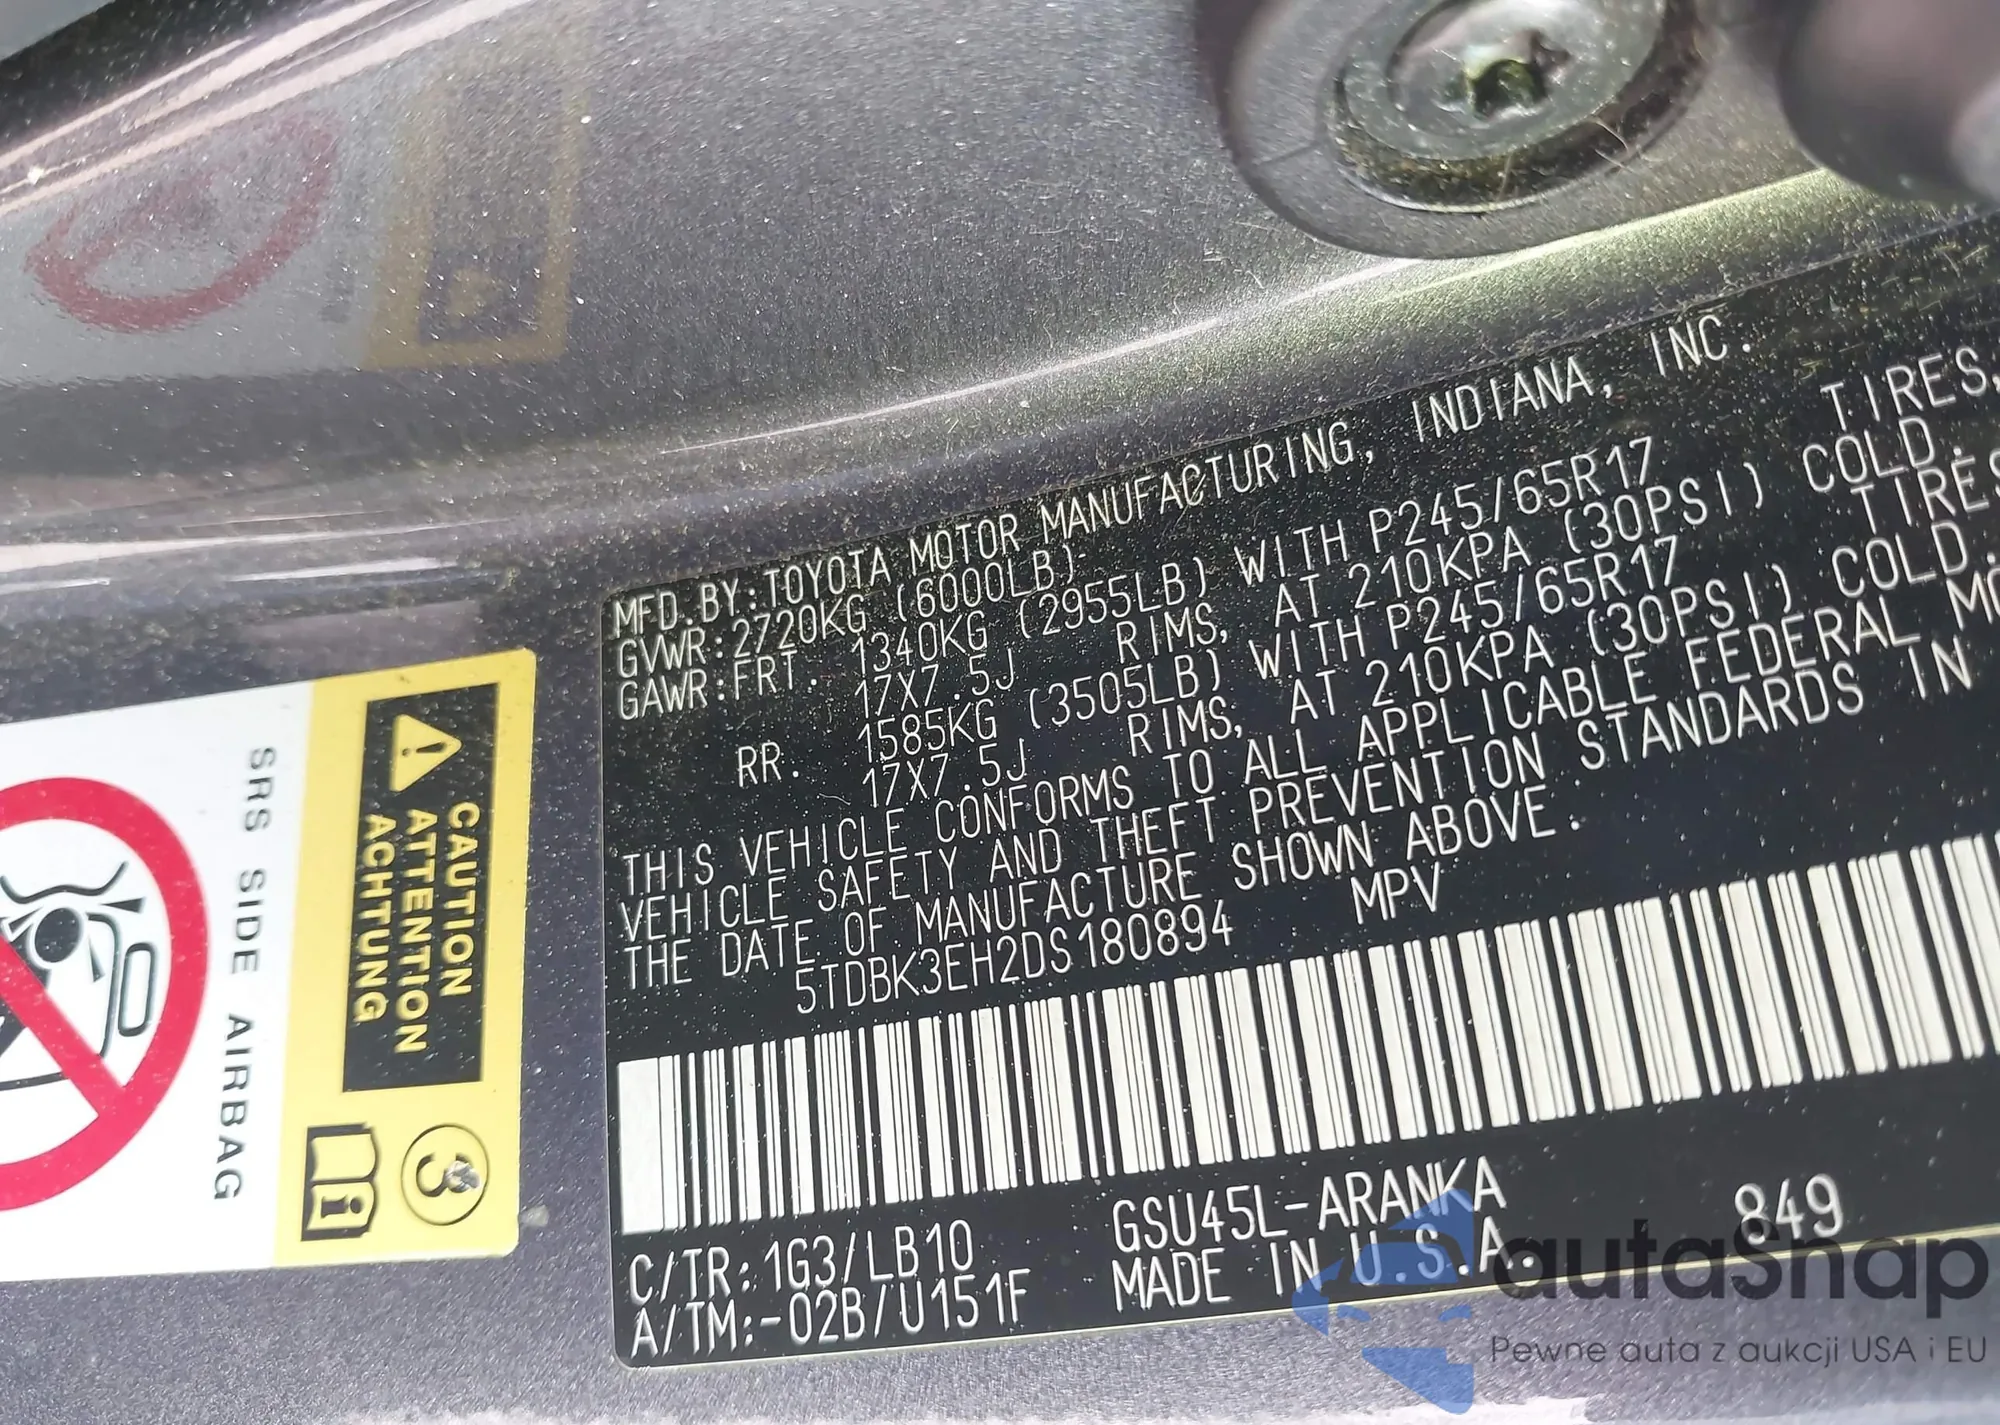 MFD. BY: TOYOTA MOTOR MANUFACTURING, INDIANA, INC.
GVWR: 2720KG (6000LB)
GAWR: FRT. 1340KG (2955LB) WITH P245/65R17 TIRES,
17X7.5J RIMS, AT 210KPA (30PSI) COLD.
RR. 1585KG (3505LB) WITH P245/65R17 TIRES
17X7.5J RIMS, AT 210KPA (30PSI) COLD.
THIS VEHICLE CONFORMS TO ALL APPLICABLE FEDERAL MO
VEHICLE SAFETY AND THEFT PREVENTION STANDARDS IN
THE DATE OF MANUFACTURE SHOWN ABOVE.
5TDBK3EH2DS180894 MPV
C/TR: 1G3/LB10 GSU45L-ARANKA 849
A/TM: -02B/U151F MADE IN U.S.A.
CAUTION
ATTENTION
ACHTUNG
3
i
SRS SIDE AIRBAG
autaSnap
Pewne auta z aukcji USA i EU